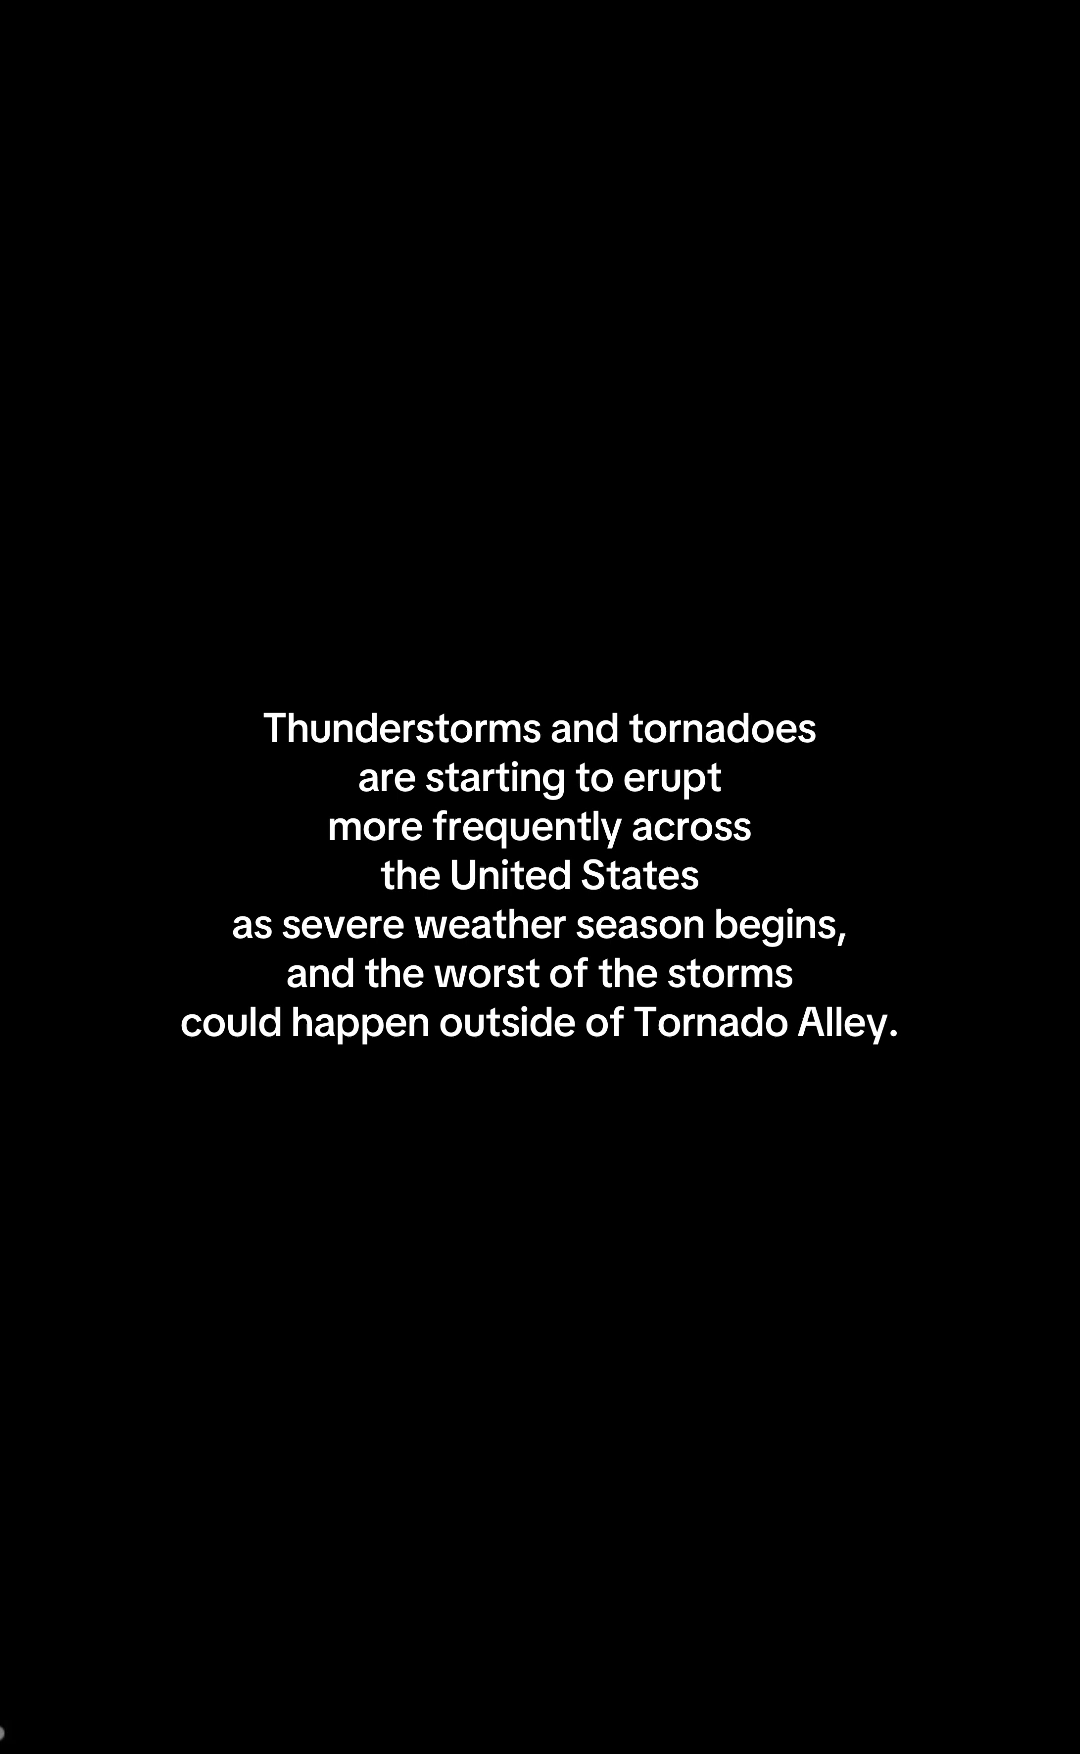 Thunderstorms and tornadoes
are starting to erupt
more frequently across
the United States
as severe weather season begins,
and the worst of the storms
could happen outside of Tornado Alley.